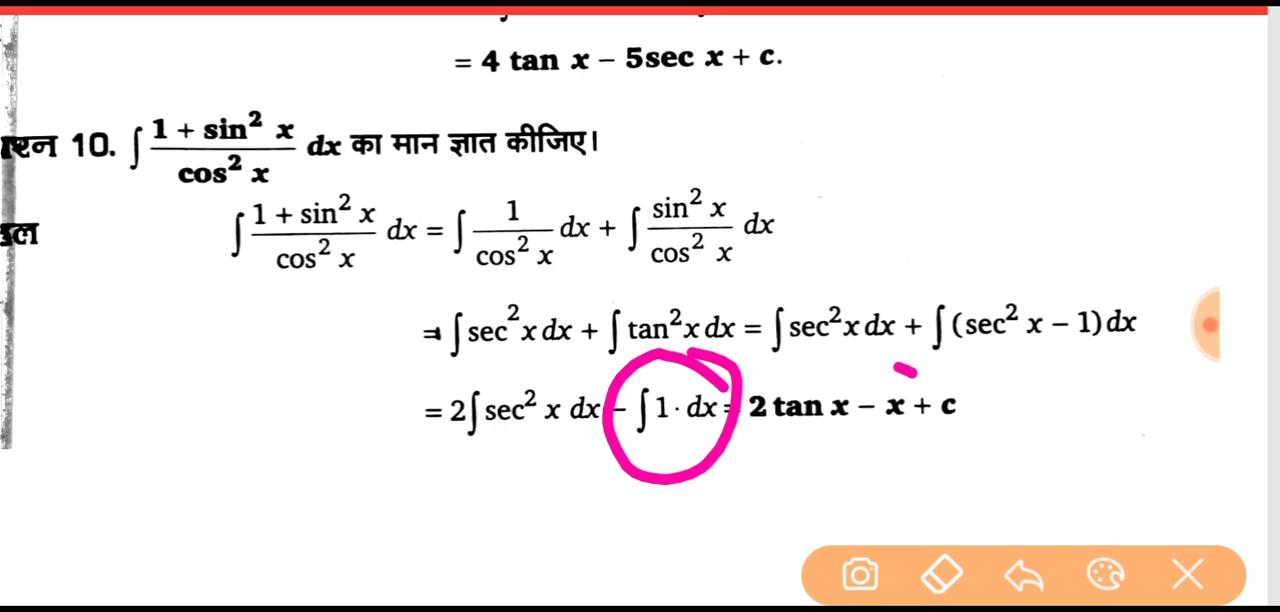 = 4 tan x − 5sec x + c.
प्रश्न 10. ∫ (1 + sin² x)/(cos² x) dx का मान ज्ञात कीजिए।
हल
∫ (1 + sin² x)/(cos² x) dx = ∫ 1/(cos² x) dx + ∫ (sin² x)/(cos² x) dx
= ∫ sec² x dx + ∫ tan² x dx = ∫ sec² x dx + ∫ (sec² x − 1) dx
= 2∫ sec² x dx − ∫ 1· dx = 2 tan x − x + c